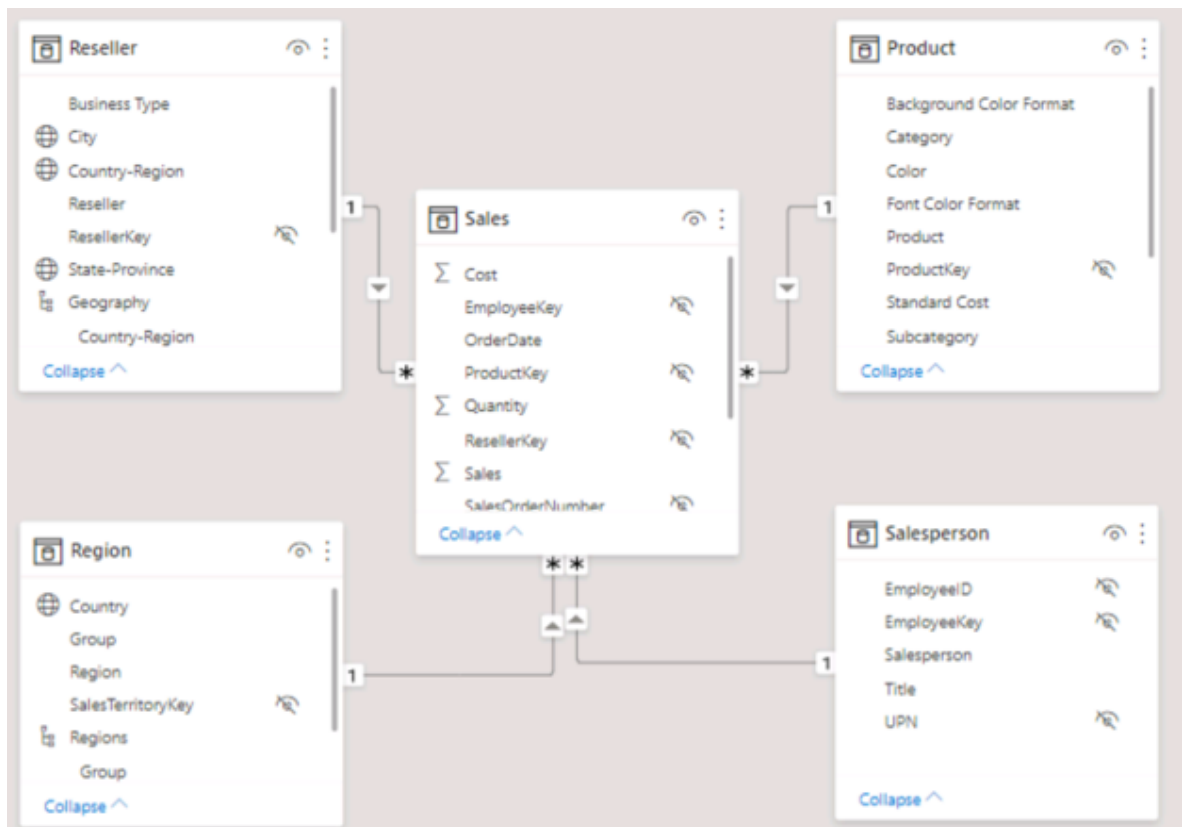 Reseller
Business Type
City
Country-Region
Reseller
ResellerKey
State-Province
Geography
Country-Region
Collapse
1
*
Product
Background Color Format
Category
Color
Font Color Format
Product
ProductKey
Standard Cost
Subcategory
Collapse
1
*
Sales
Σ Cost
EmployeeKey
OrderDate
ProductKey
Σ Quantity
ResellerKey
Σ Sales
SalesOrderNumber
Collapse
* *
Region
Country
Group
Region
SalesTerritoryKey
Regions
Group
Collapse
1
Salesperson
EmployeeID
EmployeeKey
Salesperson
Title
UPN
Collapse
1